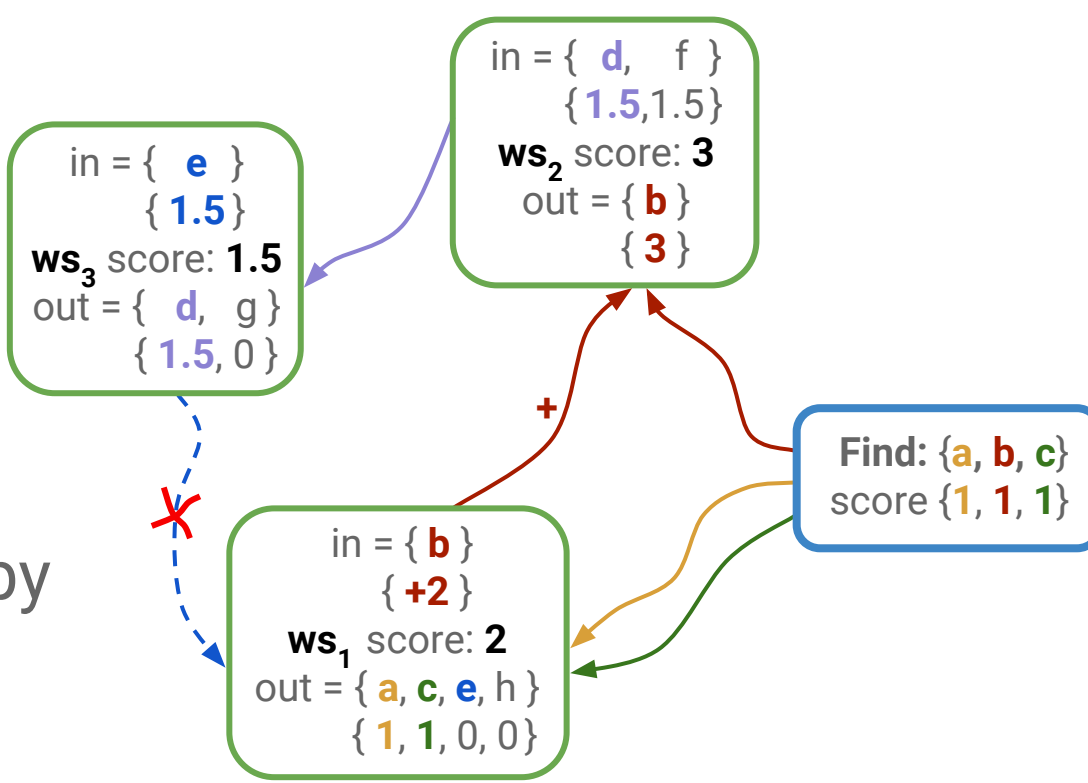 in = { d, f }
{ 1.5,1.5}
ws2 score: 3
out = { b }
{ 3 }
in = { e }
{ 1.5 }
ws3 score: 1.5
out = { d, g }
{ 1.5, 0 }
+
Find: {a, b, c}
score {1, 1, 1}
by
in = { b }
{ +2 }
ws1 score: 2
out = { a, c, e, h }
{ 1, 1, 0, 0 }